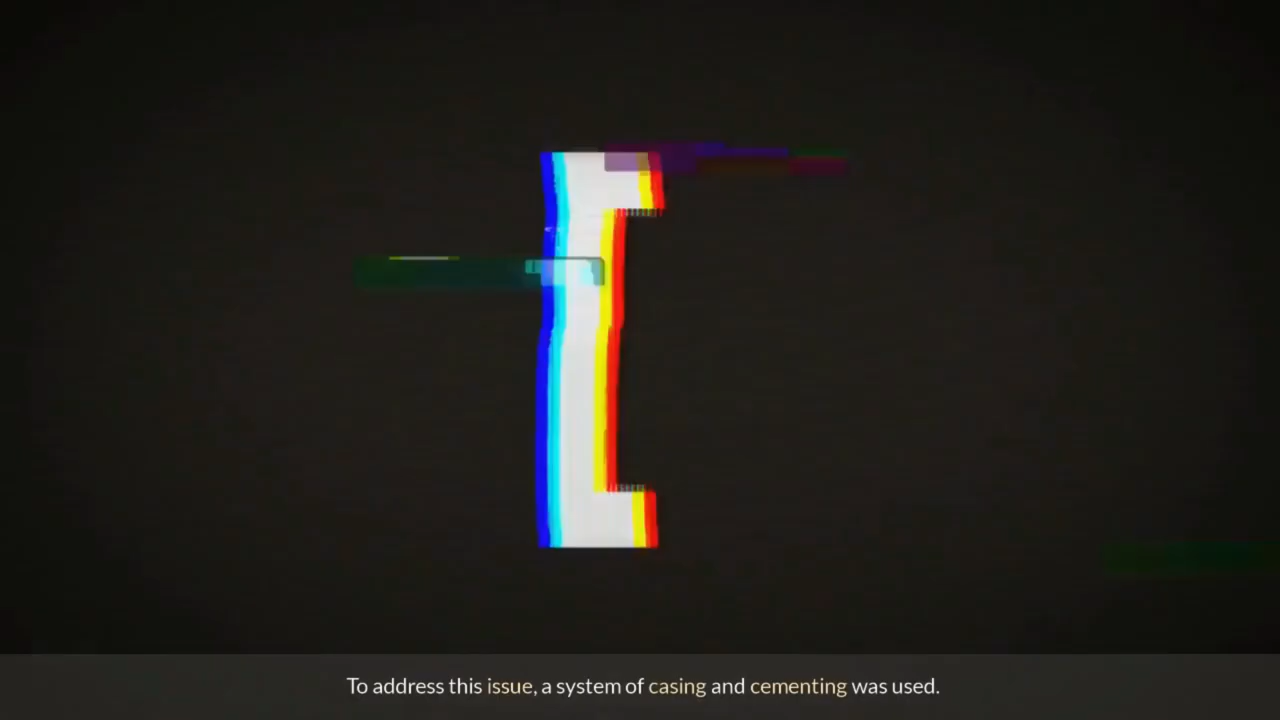 [
To address this issue, a system of casing and cementing was used.